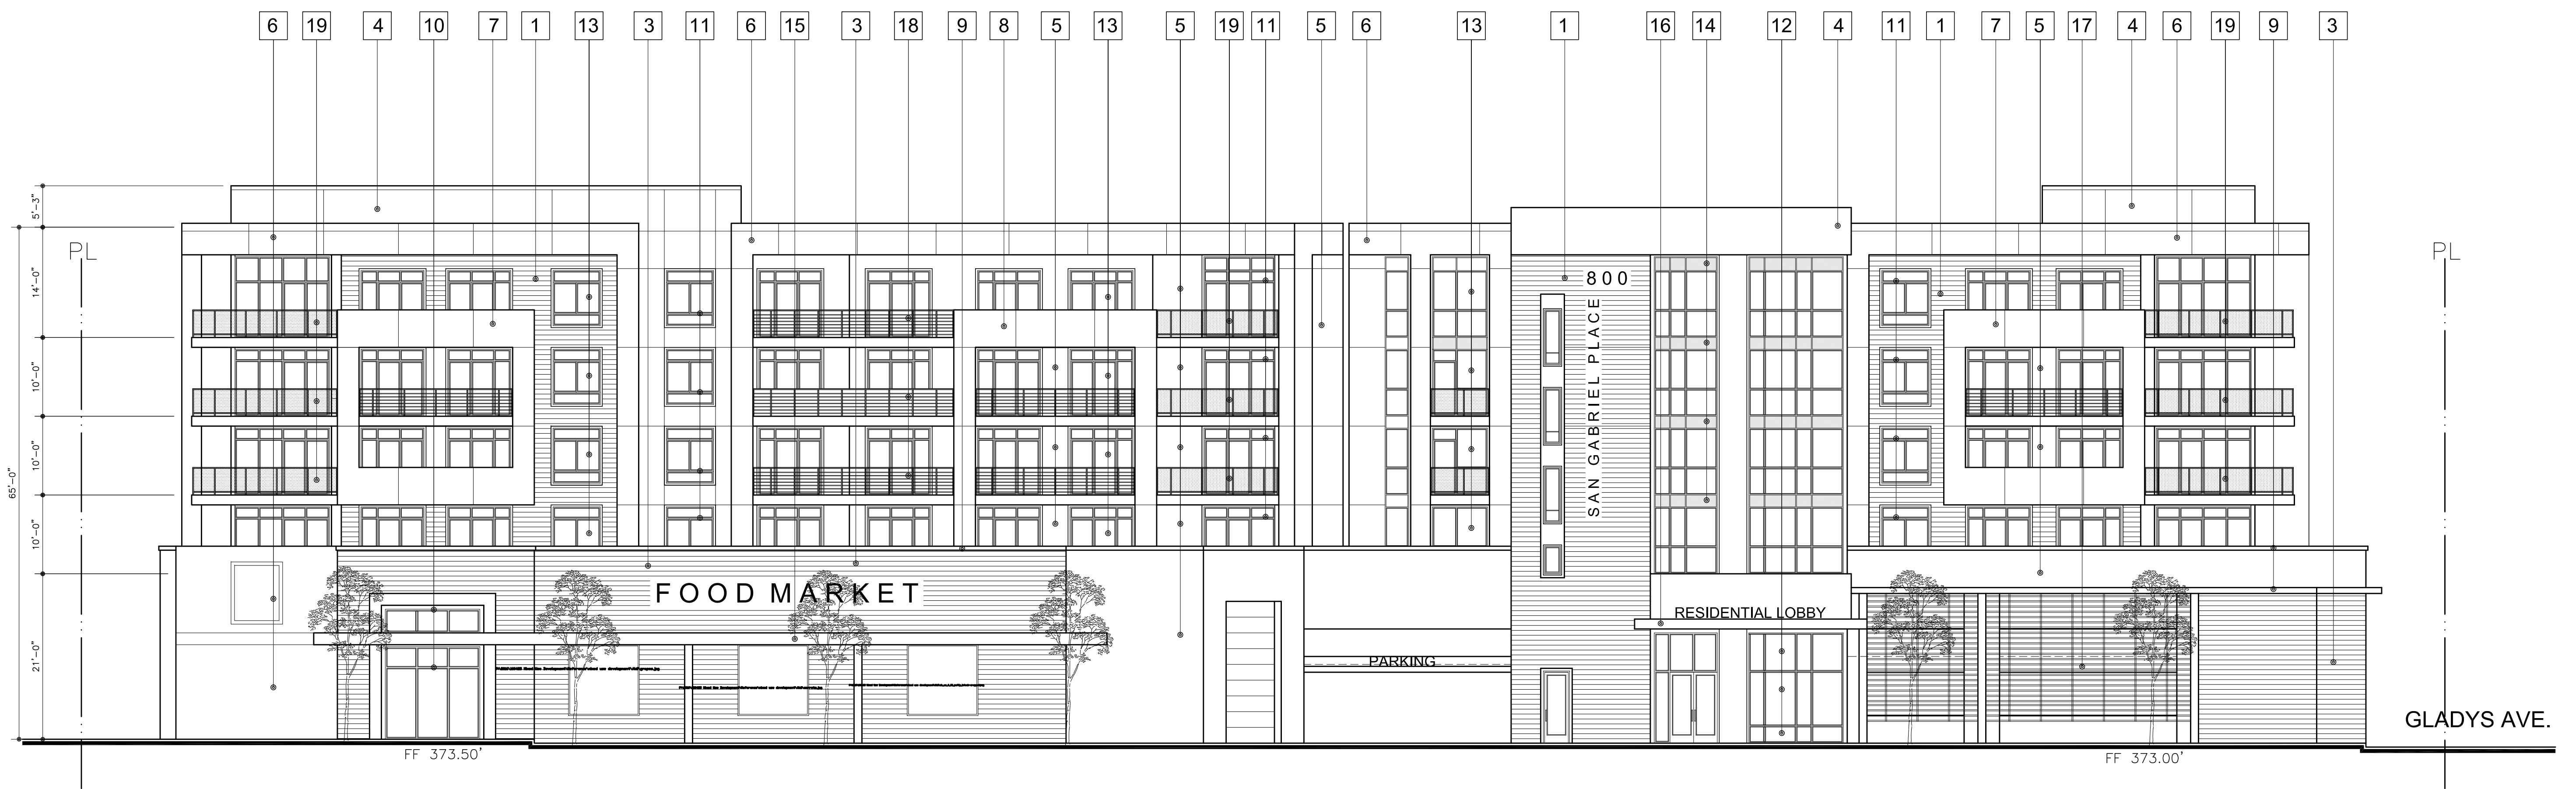 6 19 4 10 7 1 13 3 11 6 15 3 18 9 8 5 13 5 19 11 5 6 13 1 16 14 12 4 11 1 7 5 17 4 6 19 9 3
5'-3"
PL
PL
14'-0"
800
SAN GABRIEL PLACE
10'-0"
10'-0"
65'-0"
10'-0"
FOOD MARKET
RESIDENTIAL LOBBY
21'-0"
PARKING
GLADYS AVE.
FF 373.50'
FF 373.00'